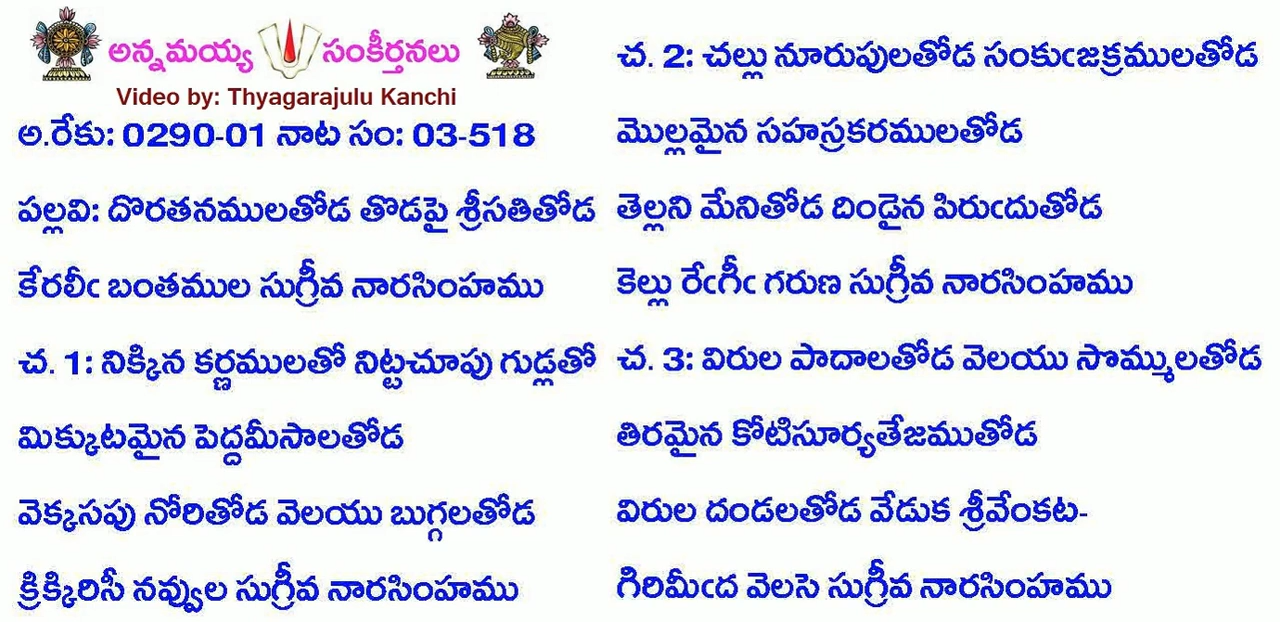 అన్నమయ్య సంకీర్తనలు
Video by: Thyagarajulu Kanchi
అ.రేకు: 0290-01 నాట సం: 03-518
పల్లవి: దొరతనములతోడ తొడపై శ్రీసతితోడ
కేరలీఁ బంతముల సుగ్రీవ నారసింహము
చ. 1: నిక్కిన కర్ణములతో నిట్టచూపు గుడ్లతో
మిక్కుటమైన పెద్దమీసాలతోడ
వెక్కసపు నోరితోడ వెలయు బుగ్గలతోడ
క్రిక్కిరిసీ నవ్వుల సుగ్రీవ నారసింహము
చ. 2: చల్లు నూరుపులతోడ సంకుఁజక్రములతోడ
మొల్లమైన సహస్రకరములతోడ
తెల్లని మేనితోడ దిండైన పిరుఁదుతోడ
కెల్లు రేఁగీఁ గరుణ సుగ్రీవ నారసింహము
చ. 3: విరుల పాదాలతోడ వెలయు సొమ్ములతోడ
తిరమైన కోటిసూర్యతేజముతోడ
విరుల దండలతోడ వేడుక శ్రీవేంకట-
గిరిమీఁద వెలసె సుగ్రీవ నారసింహము